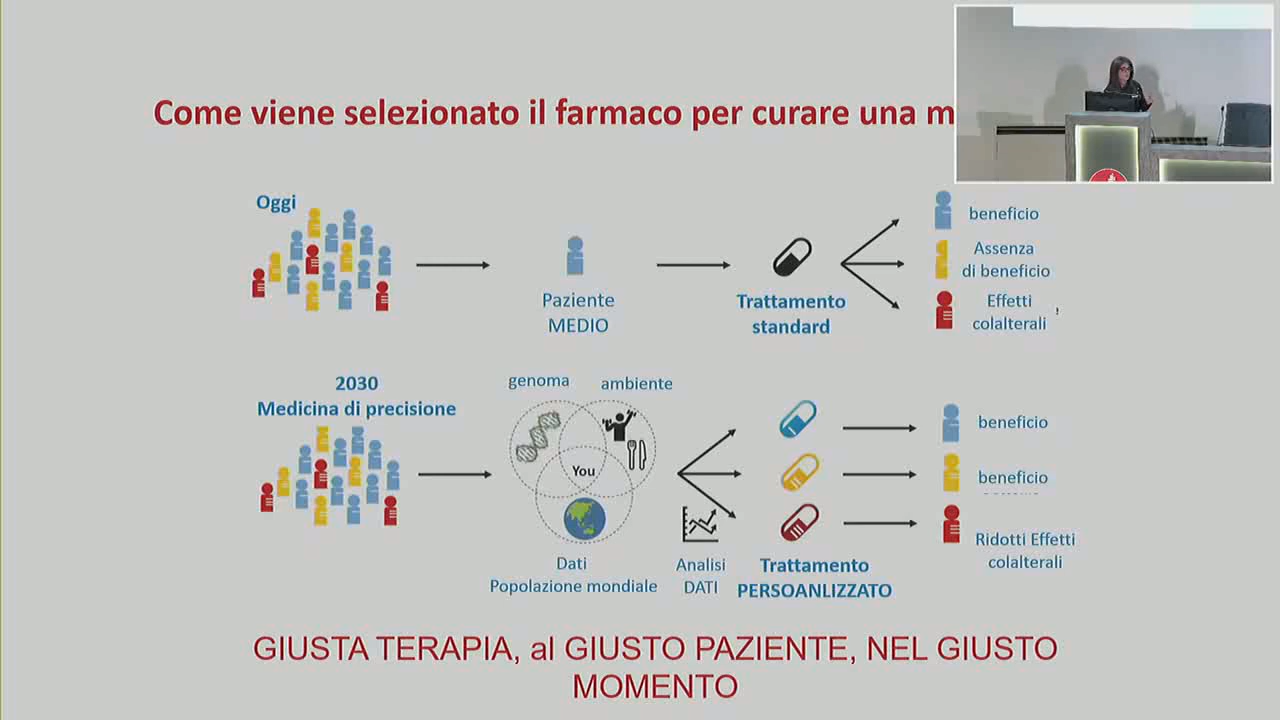 Come viene selezionato il farmaco per curare una
Oggi
Paziente
MEDIO
Trattamento
standard
beneficio
Assenza
di beneficio
Effetti
colalterali
2030
Medicina di precisione
genoma
ambiente
You
Dati
Popolazione mondiale
Analisi
DATI
Trattamento
PERSOANLIZZATO
beneficio
beneficio
Ridotti Effetti
colalterali
GIUSTA TERAPIA, al GIUSTO PAZIENTE, NEL GIUSTO
MOMENTO